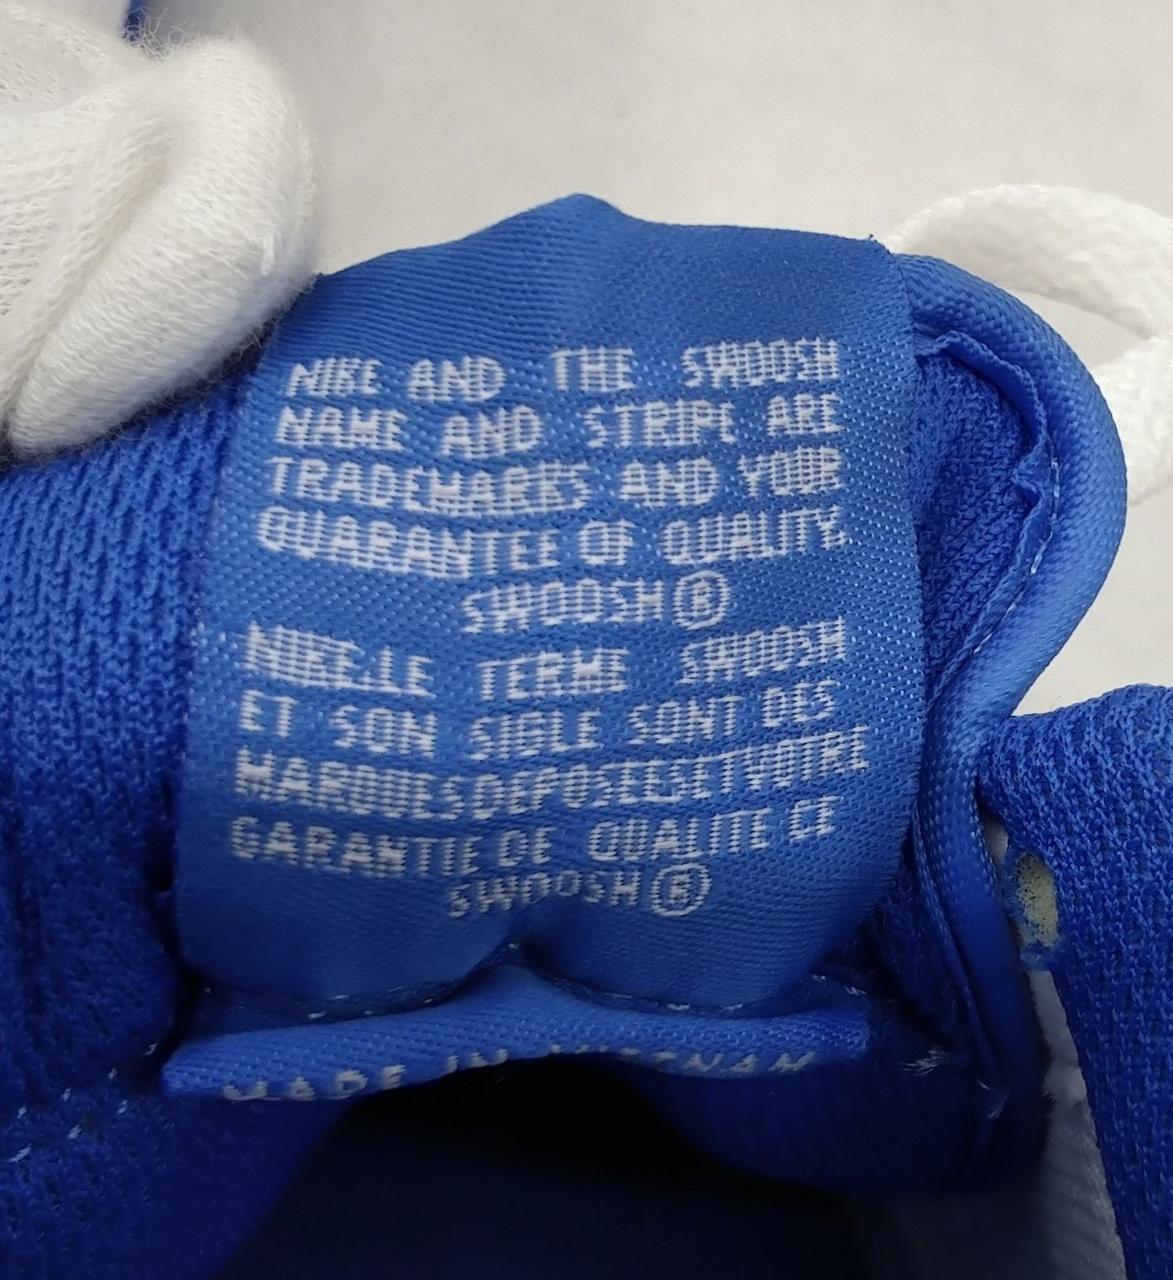 NIKE AND THE SWOOSH
NAME AND STRIPE ARE
TRADEMARKS AND YOUR
GUARANTEE OF QUALITY.
SWOOSH®
NIKE.LE TERME SWOOSH
ET SON SIGLE SONT DES
MARQUESDEPOSEESETVOTRE
GARANTIE DE QUALITE CE
SWOOSH®
MADE IN VIETNAM